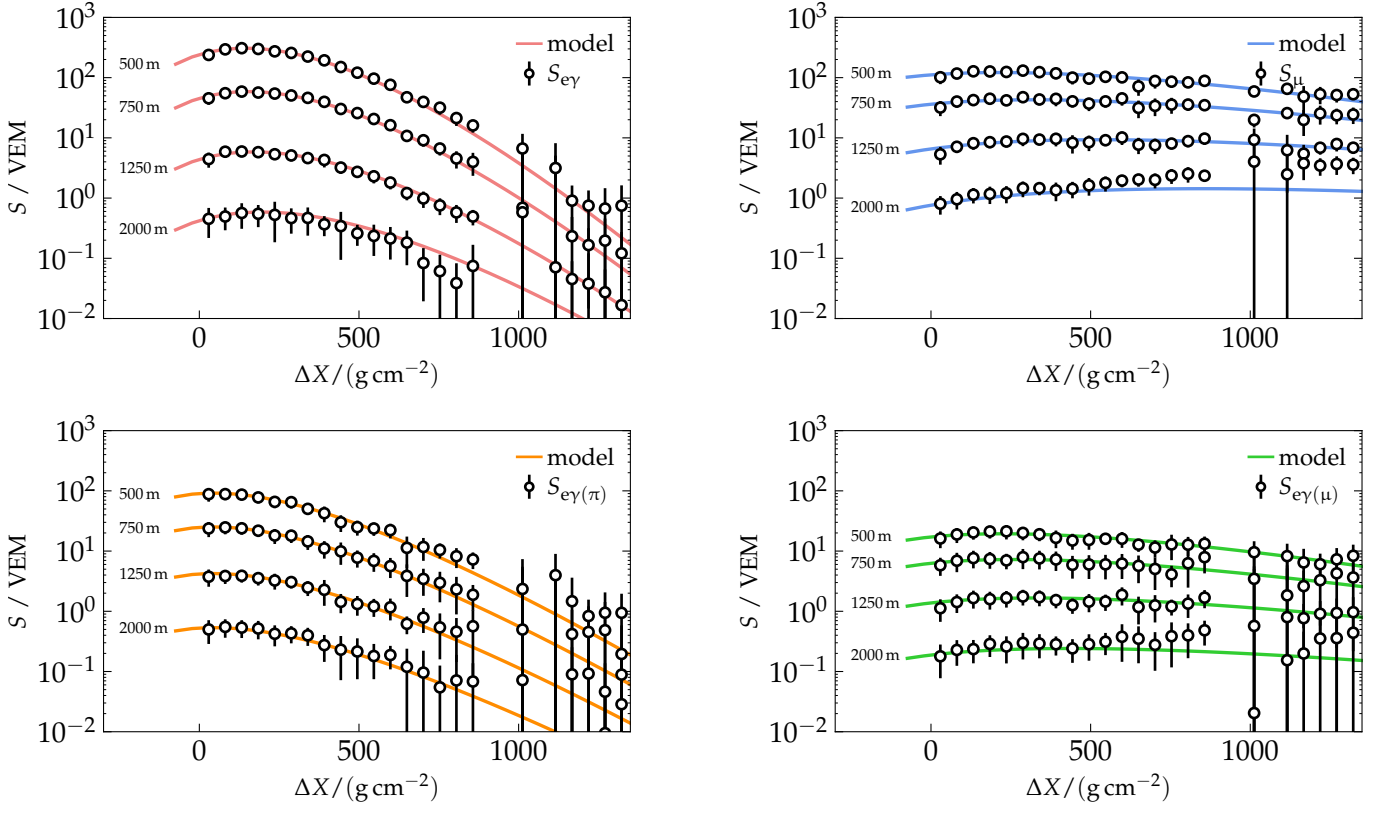 10³
10²
10¹
10⁰
10⁻¹
10⁻²
S / VEM
500 m
750 m
1250 m
2000 m
model
S_eγ
0
500
1000
ΔX/(g cm⁻²)
10³
10²
10¹
10⁰
10⁻¹
10⁻²
S / VEM
500 m
750 m
1250 m
2000 m
model
S_μ
0
500
1000
ΔX/(g cm⁻²)
10³
10²
10¹
10⁰
10⁻¹
10⁻²
S / VEM
500 m
750 m
1250 m
2000 m
model
S_eγ(π)
0
500
1000
ΔX/(g cm⁻²)
10³
10²
10¹
10⁰
10⁻¹
10⁻²
S / VEM
500 m
750 m
1250 m
2000 m
model
S_eγ(μ)
0
500
1000
ΔX/(g cm⁻²)